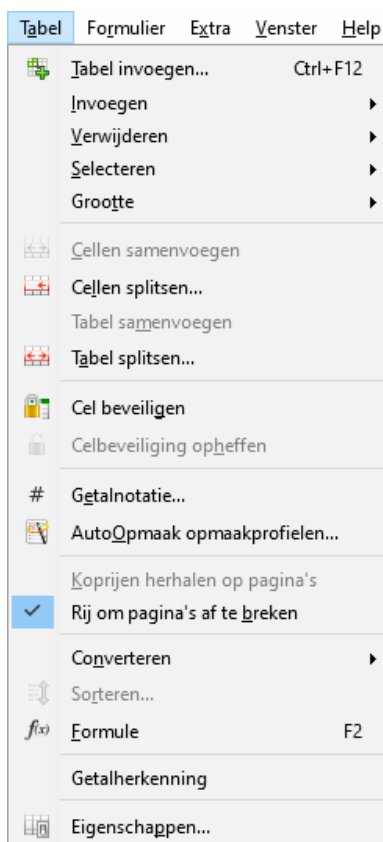 Tabel Formulier Extra Venster Help
Tabel invoegen... Ctrl+F12
Invoegen
Verwijderen
Selecteren
Grootte
Cellen samenvoegen
Cellen splitsen...
Tabel samenvoegen
Tabel splitsen...
Cel beveiligen
Celbeveiliging opheffen
# Getalnotatie...
AutoOpmaak opmaakprofielen...
Koprijen herhalen op pagina's
Rij om pagina's af te breken
Converteren
Sorteren...
f(x) Formule F2
Getalherkenning
Eigenschappen...